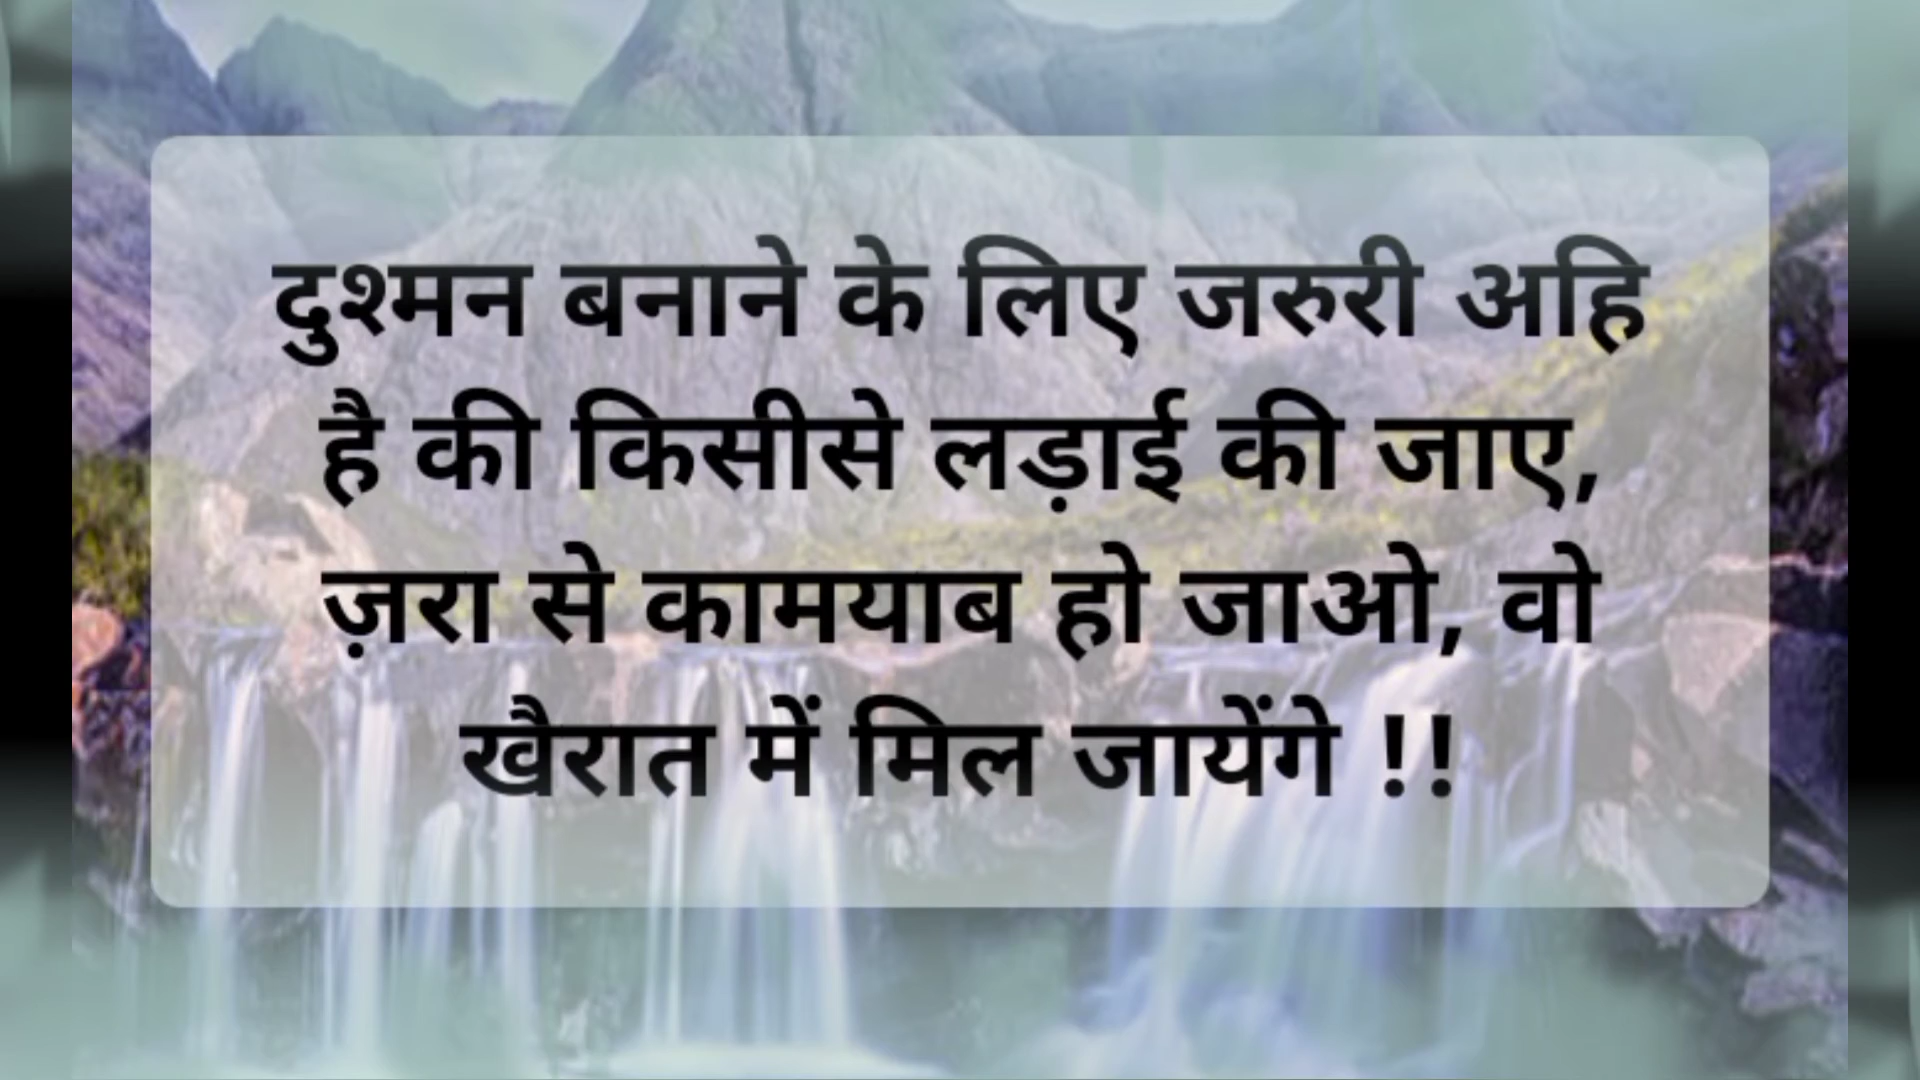 दुश्मन बनाने के लिए जरुरी अहि
है की किसीसे लड़ाई की जाए,
ज़रा से कामयाब हो जाओ, वो
खैरात में मिल जायेंगे !!